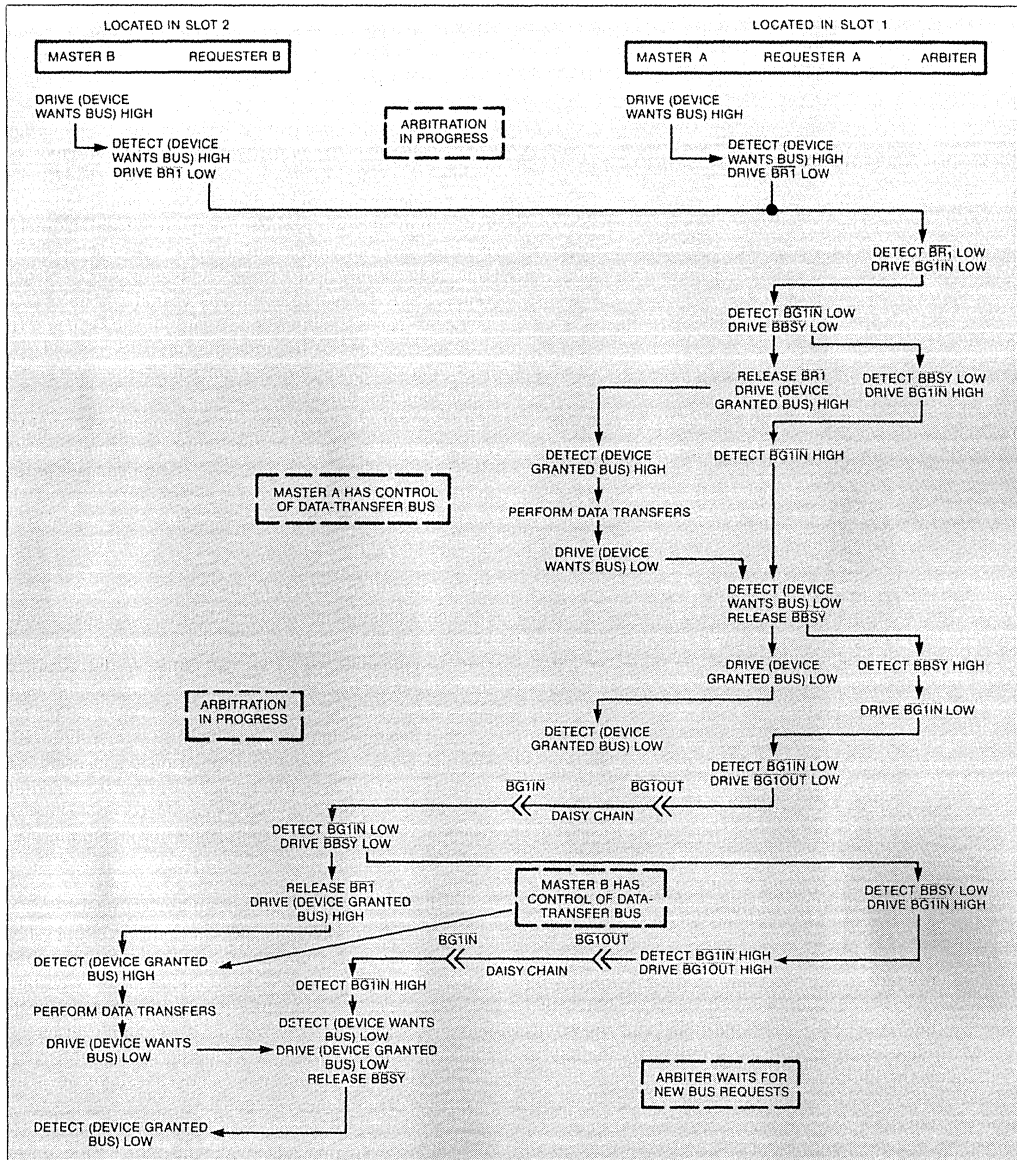 LOCATED IN SLOT 2
LOCATED IN SLOT 1
MASTER B REQUESTER B
MASTER A REQUESTER A ARBITER
DRIVE (DEVICE
WANTS BUS) HIGH
ARBITRATION
IN PROGRESS
DRIVE (DEVICE
WANTS BUS) HIGH
DETECT (DEVICE
WANTS BUS) HIGH
DRIVE BR1 LOW
DETECT (DEVICE
WANTS BUS) HIGH
DRIVE BR1 LOW
DETECT BR1 LOW
DRIVE BG1IN LOW
DETECT BG1IN LOW
DRIVE BBSY LOW
RELEASE BR1
DRIVE (DEVICE
GRANTED BUS) HIGH
DETECT BBSY LOW
DRIVE BG1IN HIGH
DETECT (DEVICE
GRANTED BUS) HIGH
DETECT BG1IN HIGH
MASTER A HAS CONTROL
OF DATA-TRANSFER BUS
PERFORM DATA TRANSFERS
DRIVE (DEVICE
WANTS BUS) LOW
DETECT (DEVICE
WANTS BUS) LOW
RELEASE BBSY
DRIVE (DEVICE
GRANTED BUS) LOW
DETECT BBSY HIGH
ARBITRATION
IN PROGRESS
DRIVE BG1IN LOW
DETECT (DEVICE
GRANTED BUS) LOW
DETECT BG1IN LOW
DRIVE BG1OUT LOW
BG1IN BG1OUT
DAISY CHAIN
DETECT BG1IN LOW
DRIVE BBSY LOW
RELEASE BR1
DRIVE (DEVICE GRANTED
BUS) HIGH
MASTER B HAS
CONTROL OF DATA-
TRANSFER BUS
DETECT BBSY LOW
DRIVE BG1IN HIGH
BG1IN BG1OUT
DAISY CHAIN
DETECT (DEVICE GRANTED
BUS) HIGH
DETECT BG1IN HIGH
DRIVE BG1OUT HIGH
DETECT BG1IN HIGH
PERFORM DATA TRANSFERS
DRIVE (DEVICE WANTS
BUS) LOW
DETECT (DEVICE WANTS
BUS) LOW
DRIVE (DEVICE GRANTED
BUS) LOW
RELEASE BBSY
ARBITER WAITS FOR
NEW BUS REQUESTS
DETECT (DEVICE GRANTED
BUS) LOW